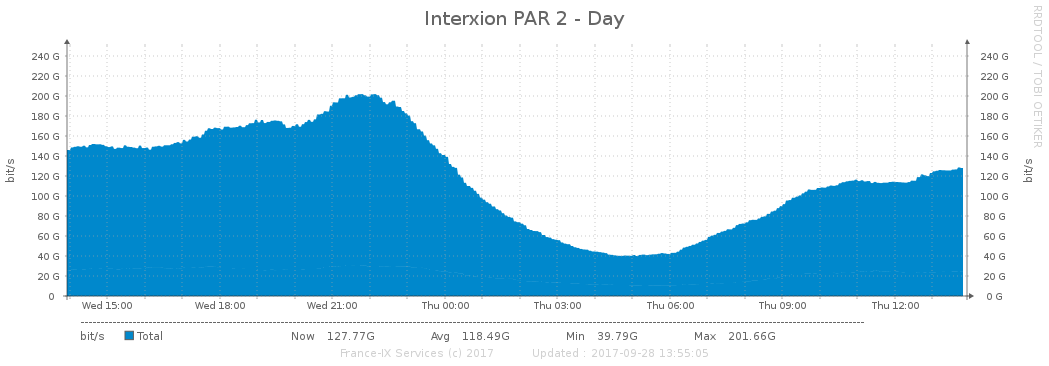 Interxion PAR 2 - Day
RRDTOOL / TOBI OETIKER
bit/s
240 G 240 G
220 G 220 G
200 G 200 G
180 G 180 G
160 G 160 G
140 G 140 G
120 G 120 G
100 G 100 G
80 G 80 G
60 G 60 G
40 G 40 G
20 G 20 G
0 0 G
bit/s
Wed 15:00 Wed 18:00 Wed 21:00 Thu 00:00 Thu 03:00 Thu 06:00 Thu 09:00 Thu 12:00
bit/s Total Now 127.77G Avg 118.49G Min 39.79G Max 201.66G
France-IX Services (c) 2017 Updated : 2017-09-28 13:55:05